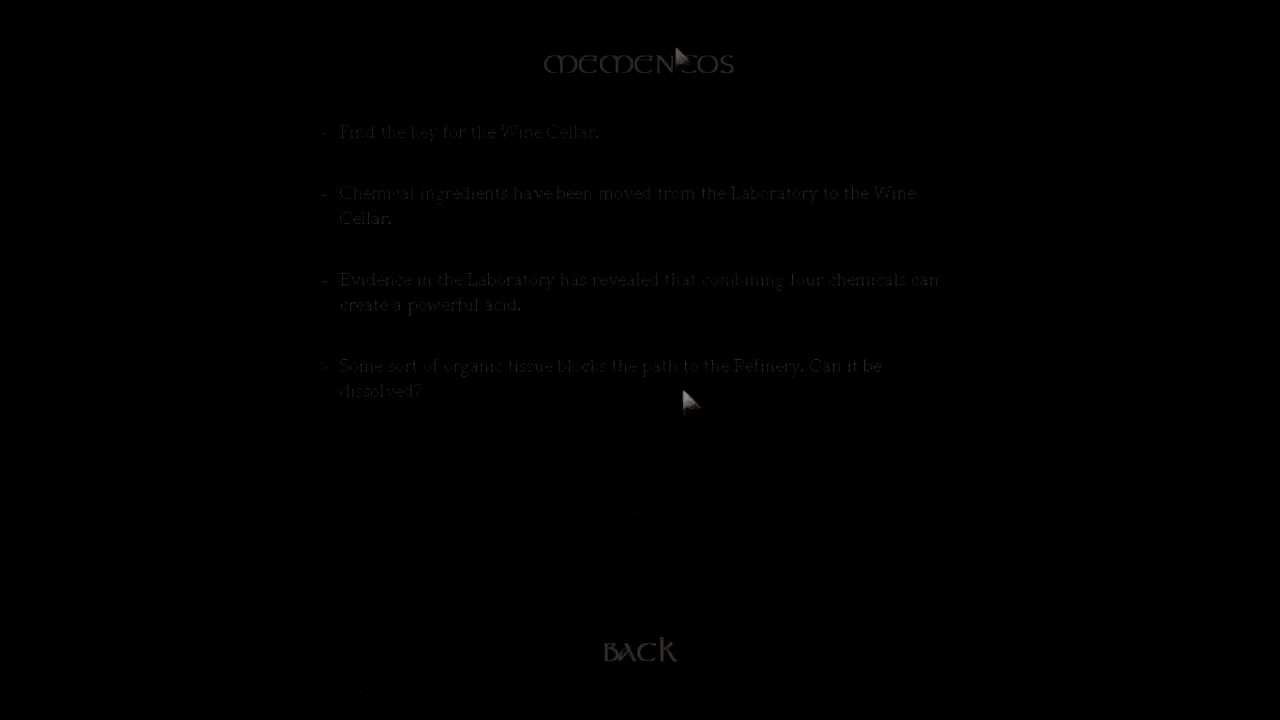 MEMENTOS
- Find the key for the Wine Cellar.
- Chemical ingredients have been moved from the Laboratory to the Wine
Cellar.
- Evidence in the Laboratory has revealed that combining four chemicals can
create a powerful acid.
- Some sort of organic tissue blocks the path to the Refinery. Can it be
dissolved?
BACK